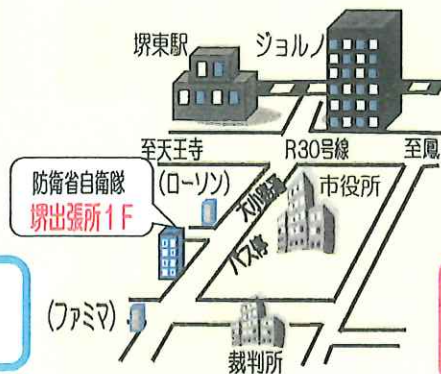 堺東駅
ジョルノ
至天王寺
R30号線
至鳳
防衛省自衛隊
堺出張所1F
(ローソン)
大小路筋
市役所
バス停
(ファミマ)
裁判所